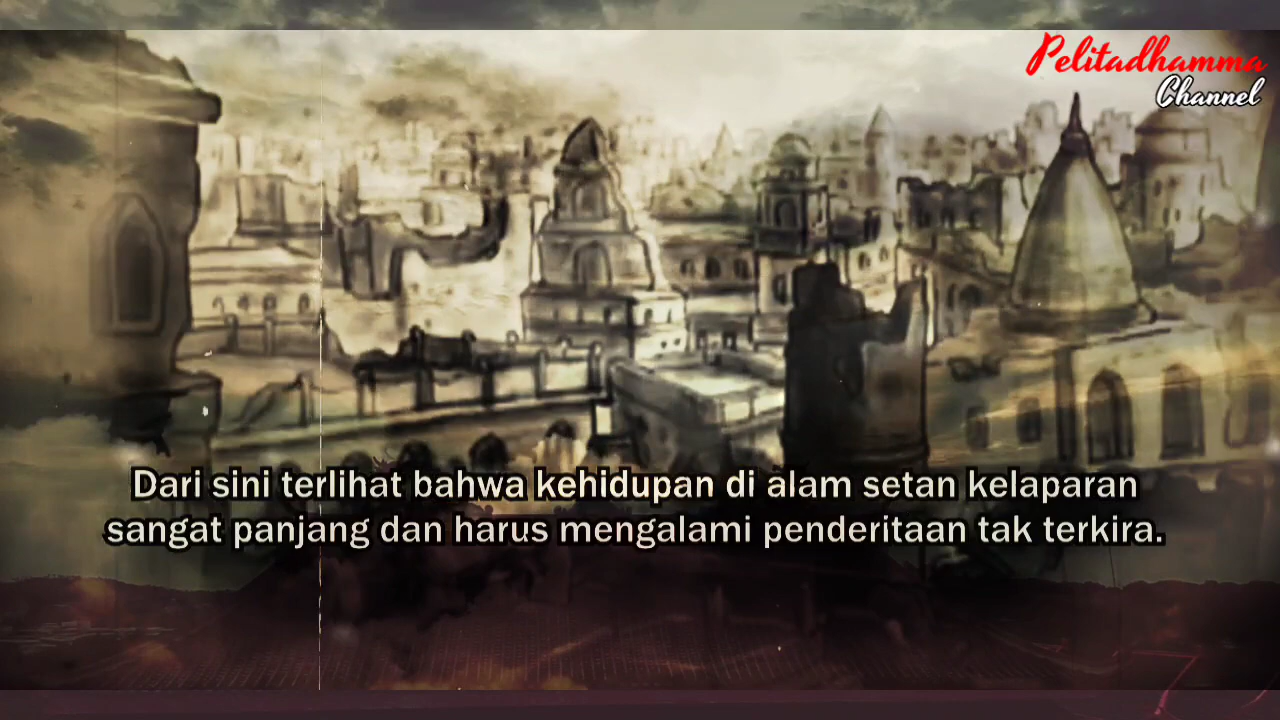 Pelitadhamma
Channel
Dari sini terlihat bahwa kehidupan di alam setan kelaparan
sangat panjang dan harus mengalami penderitaan tak terkira.